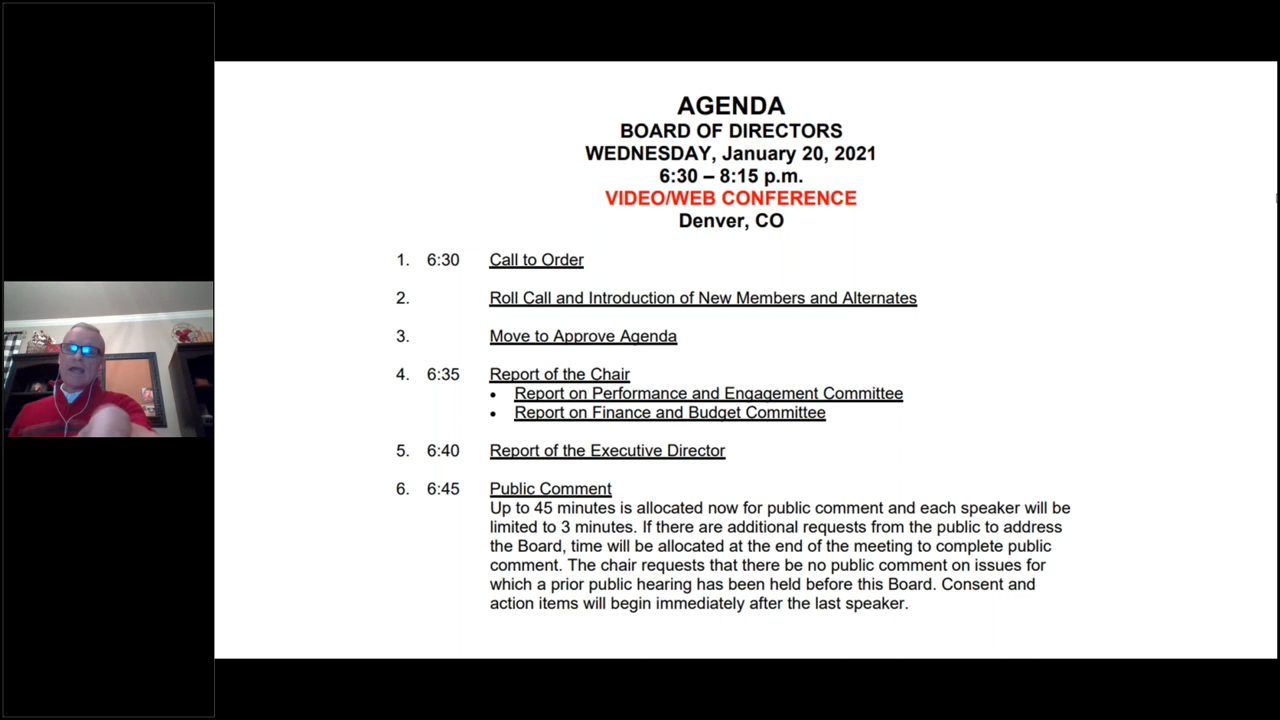 AGENDA
BOARD OF DIRECTORS
WEDNESDAY, January 20, 2021
6:30 – 8:15 p.m.
VIDEO/WEB CONFERENCE
Denver, CO
1. 6:30 Call to Order
2. Roll Call and Introduction of New Members and Alternates
3. Move to Approve Agenda
4. 6:35 Report of the Chair
• Report on Performance and Engagement Committee
• Report on Finance and Budget Committee
5. 6:40 Report of the Executive Director
6. 6:45 Public Comment
Up to 45 minutes is allocated now for public comment and each speaker will be
limited to 3 minutes. If there are additional requests from the public to address
the Board, time will be allocated at the end of the meeting to complete public
comment. The chair requests that there be no public comment on issues for
which a prior public hearing has been held before this Board. Consent and
action items will begin immediately after the last speaker.